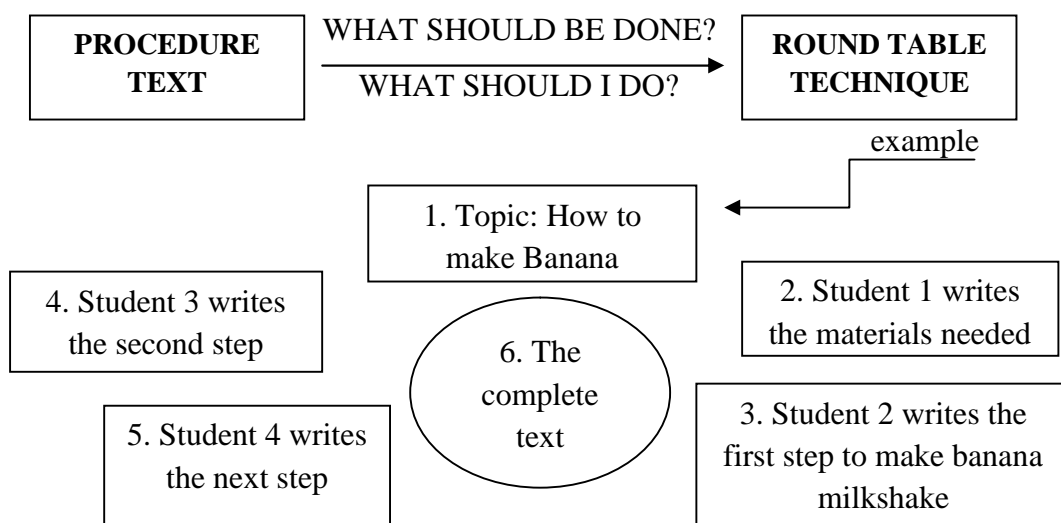 PROCEDURE
TEXT
WHAT SHOULD BE DONE?
WHAT SHOULD I DO?
ROUND TABLE
TECHNIQUE
example
1. Topic: How to
make Banana
2. Student 1 writes
the materials needed
3. Student 2 writes the
first step to make banana
milkshake
4. Student 3 writes
the second step
5. Student 4 writes
the next step
6. The
complete
text